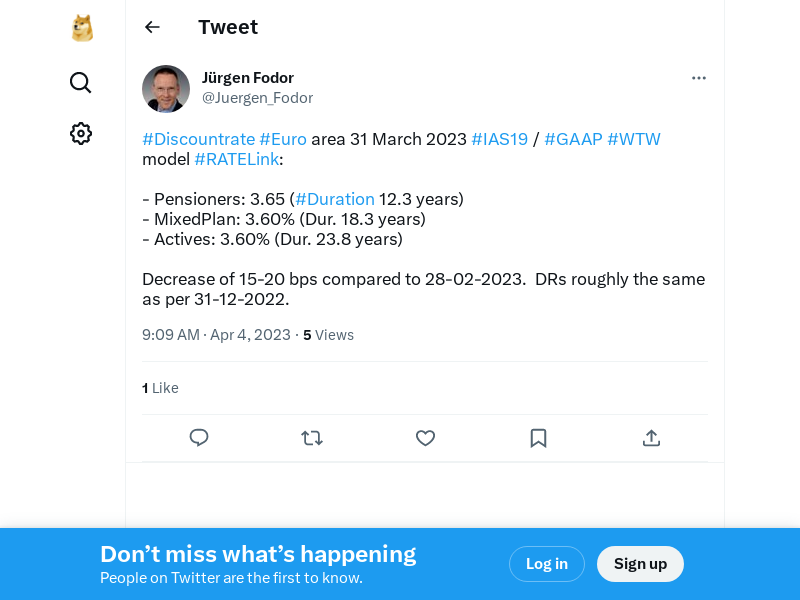 Tweet
Jürgen Fodor
@Juergen_Fodor
#Discountrate #Euro area 31 March 2023 #IAS19 / #GAAP #WTW
model #RATELink:
- Pensioners: 3.65 (#Duration 12.3 years)
- MixedPlan: 3.60% (Dur. 18.3 years)
- Actives: 3.60% (Dur. 23.8 years)
Decrease of 15-20 bps compared to 28-02-2023.  DRs roughly the same
as per 31-12-2022.
9:09 AM · Apr 4, 2023 · 5 Views
1 Like
Don’t miss what’s happening
People on Twitter are the first to know.
Log in
Sign up